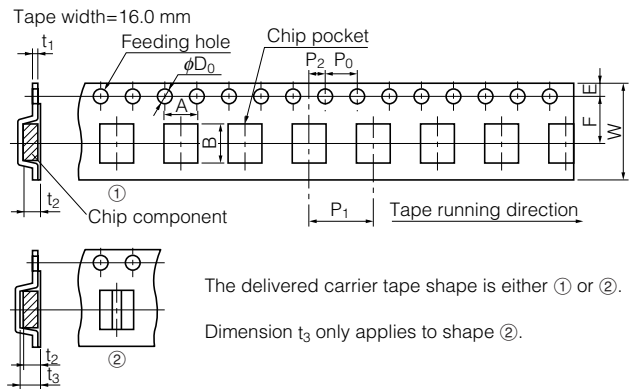 Tape width=16.0 mm
t1
Feeding hole
ϕD0
Chip pocket
P2
P0
A
B
E
F
W
t2
①
Chip component
P1
Tape running direction
The delivered carrier tape shape is either ① or ②.
Dimension t3 only applies to shape ②.
②
t2
t3